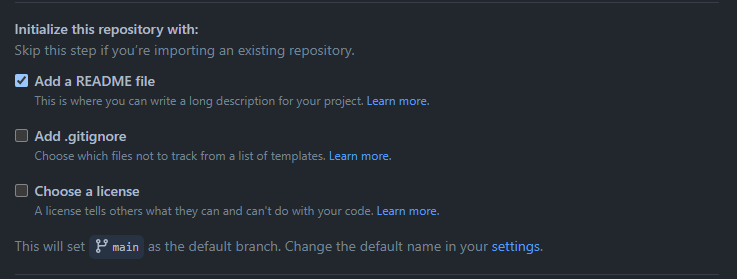 Initialize this repository with:
Skip this step if you're importing an existing repository.
Add a README file
This is where you can write a long description for your project. Learn more.
Add .gitignore
Choose which files not to track from a list of templates. Learn more.
Choose a license
A license tells others what they can and can't do with your code. Learn more.
This will set main as the default branch. Change the default name in your settings.